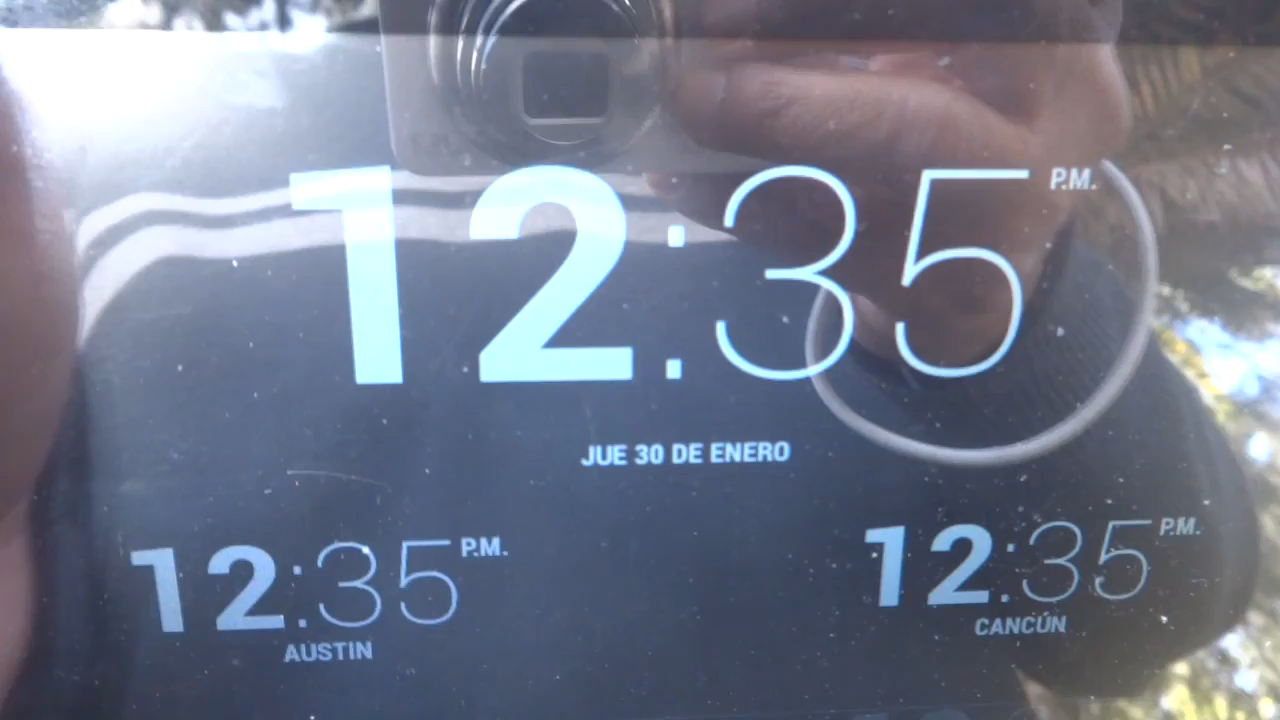 12:35 P.M.
JUE 30 DE ENERO
12:35 P.M.
AUSTIN
12:35 P.M.
CANCÚN